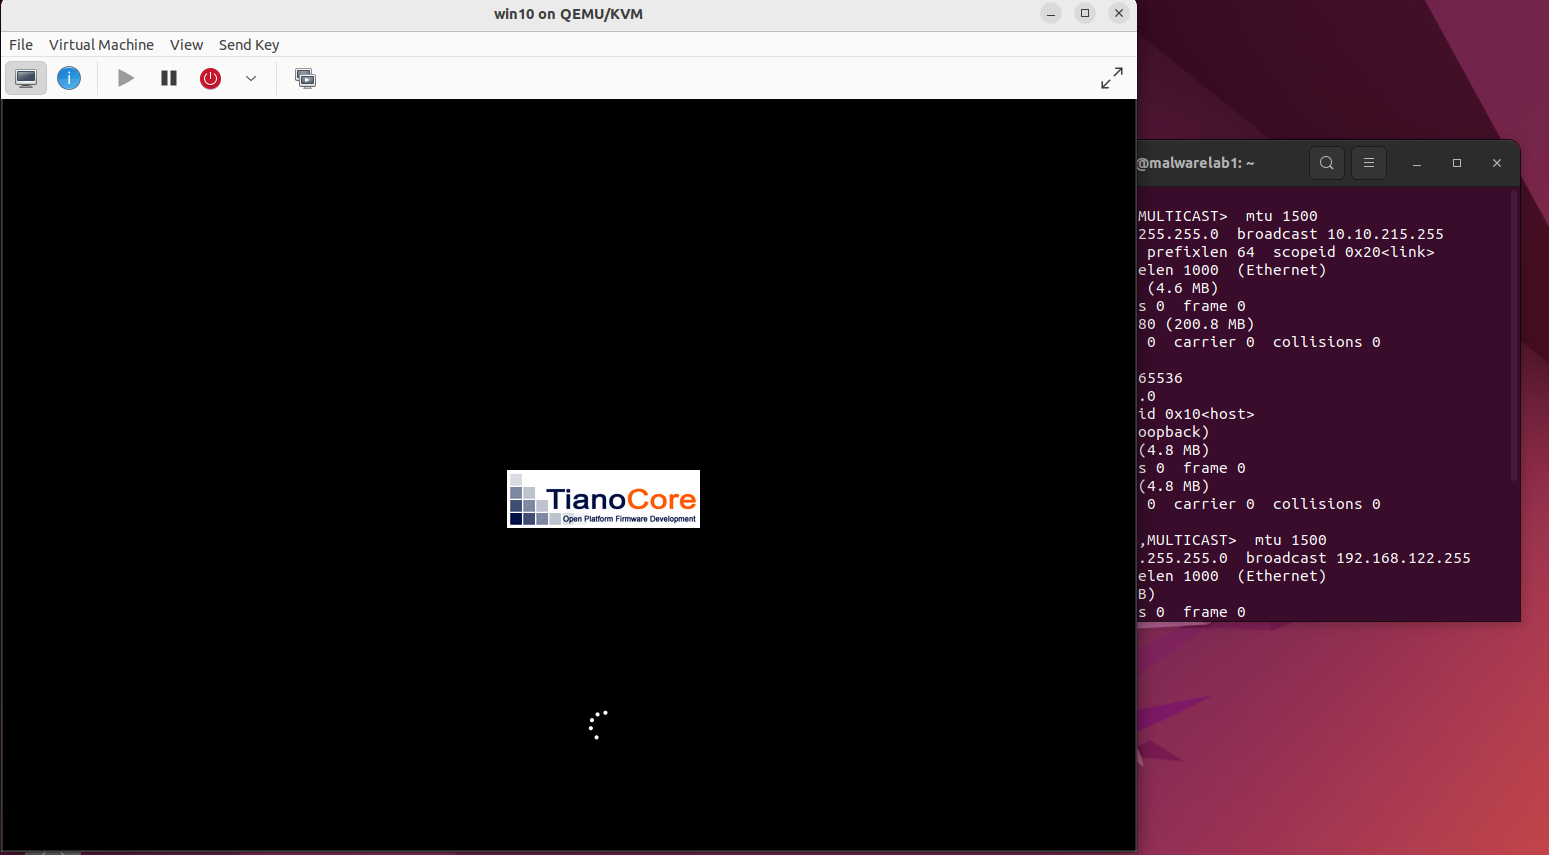 win10 on QEMU/KVM
File Virtual Machine View Send Key
TianoCore
Open Platform Firmware Development
@malwarelab1: ~
MULTICAST>  mtu 1500
255.255.0  broadcast 10.10.215.255
prefixlen 64  scopeid 0x20<link>
elen 1000  (Ethernet)
(4.6 MB)
s 0  frame 0
80 (200.8 MB)
0  carrier 0  collisions 0
65536
.0
id 0x10<host>
oopback)
(4.8 MB)
s 0  frame 0
(4.8 MB)
0  carrier 0  collisions 0
,MULTICAST>  mtu 1500
.255.255.0  broadcast 192.168.122.255
elen 1000  (Ethernet)
B)
s 0  frame 0